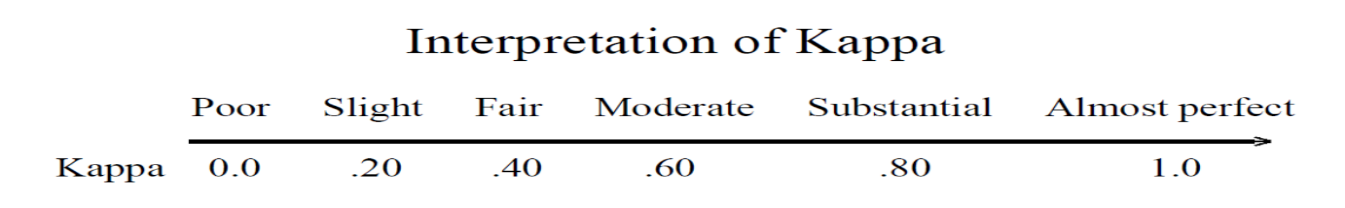 Interpretation of Kappa
Poor Slight Fair Moderate Substantial Almost perfect
Kappa 0.0 .20 .40 .60 .80 1.0